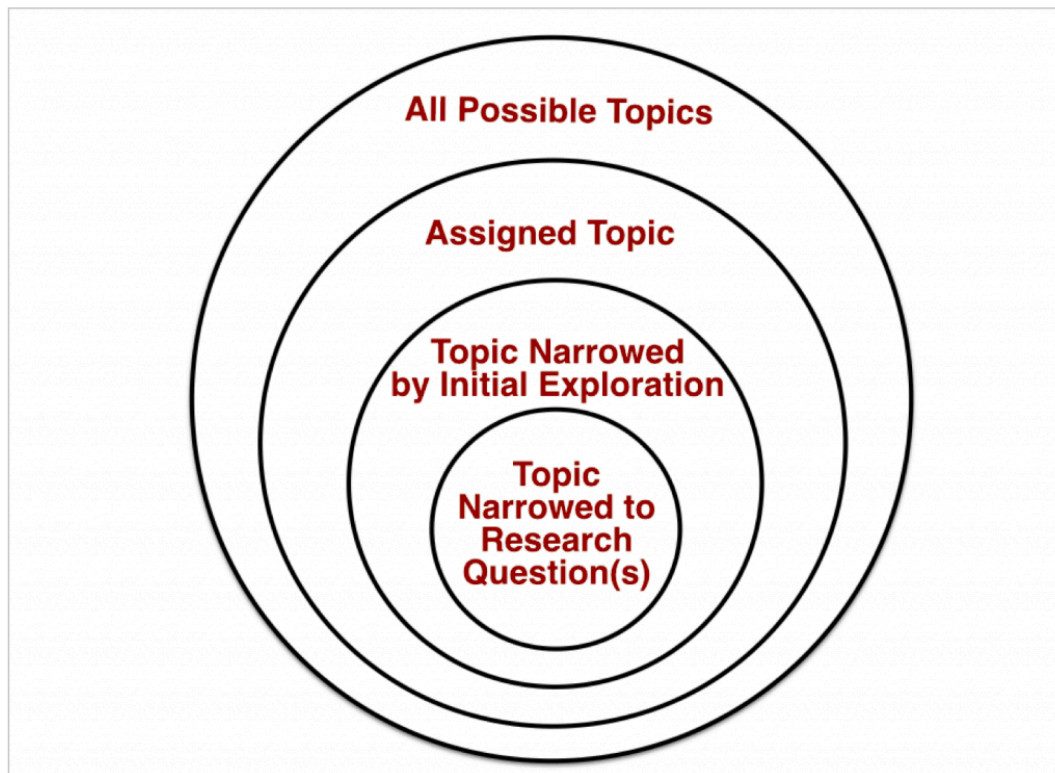 All Possible Topics
Assigned Topic
Topic Narrowed
by Initial Exploration
Topic
Narrowed to
Research
Question(s)